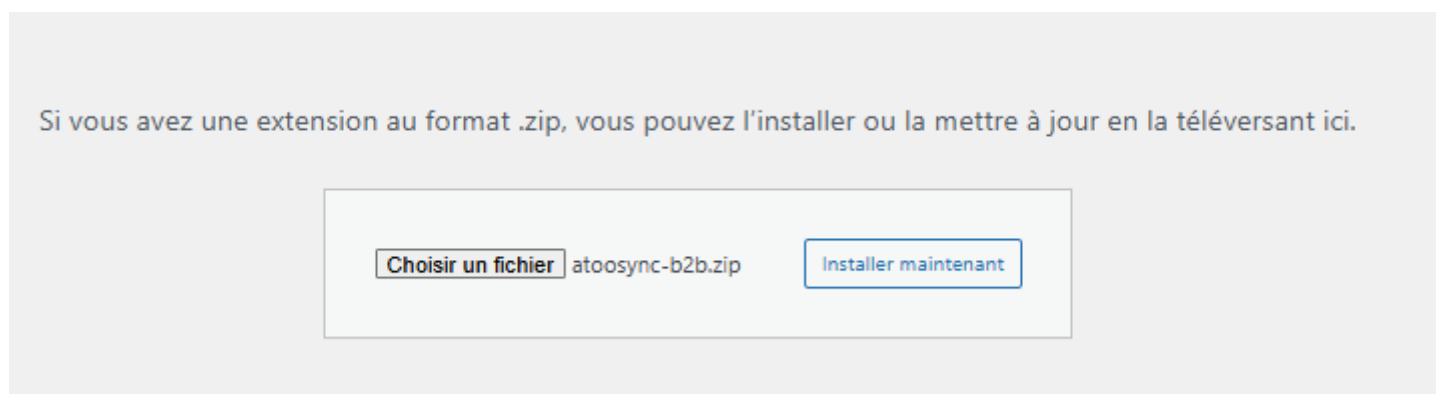 Si vous avez une extension au format .zip, vous pouvez l’installer ou la mettre à jour en la téléversant ici.
Choisir un fichier atoosync-b2b.zip Installer maintenant